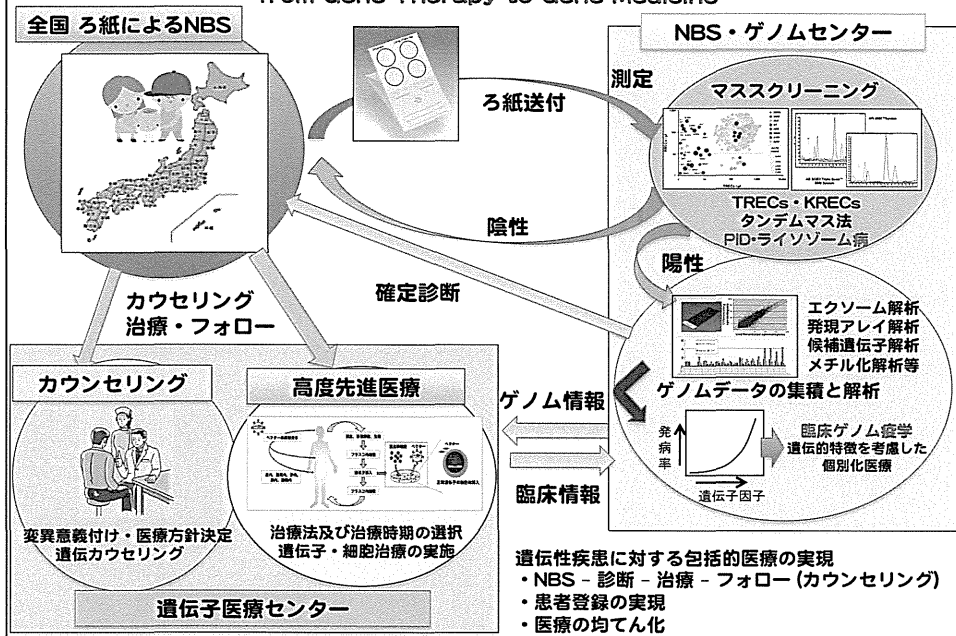 from Gene Therapy to Gene Medicine
全国 ろ紙によるNBS
NBS・ゲノムセンター
測定
ろ紙送付
マススクリーニング
TRECs・KRECs
タンデムマス法
PID・ライソゾーム病
陰性
陽性
確定診断
カウセリング
治療・フォロー
エクソーム解析
発現アレイ解析
候補遺伝子解析
メチル化解析等
ゲノムデータの集積と解析
発病率
遺伝子因子
臨床ゲノム疫学
遺伝的特徴を考慮した
個別化医療
ゲノム情報
臨床情報
カウンセリング
変異意義付け・医療方針決定
遺伝カウンセリング
高度先進医療
治療法及び治療時期の選択
遺伝子・細胞治療の実施
遺伝子医療センター
遺伝性疾患に対する包括的医療の実現
・NBS – 診断 – 治療 – フォロー (カウンセリング)
・患者登録の実現
・医療の均てん化